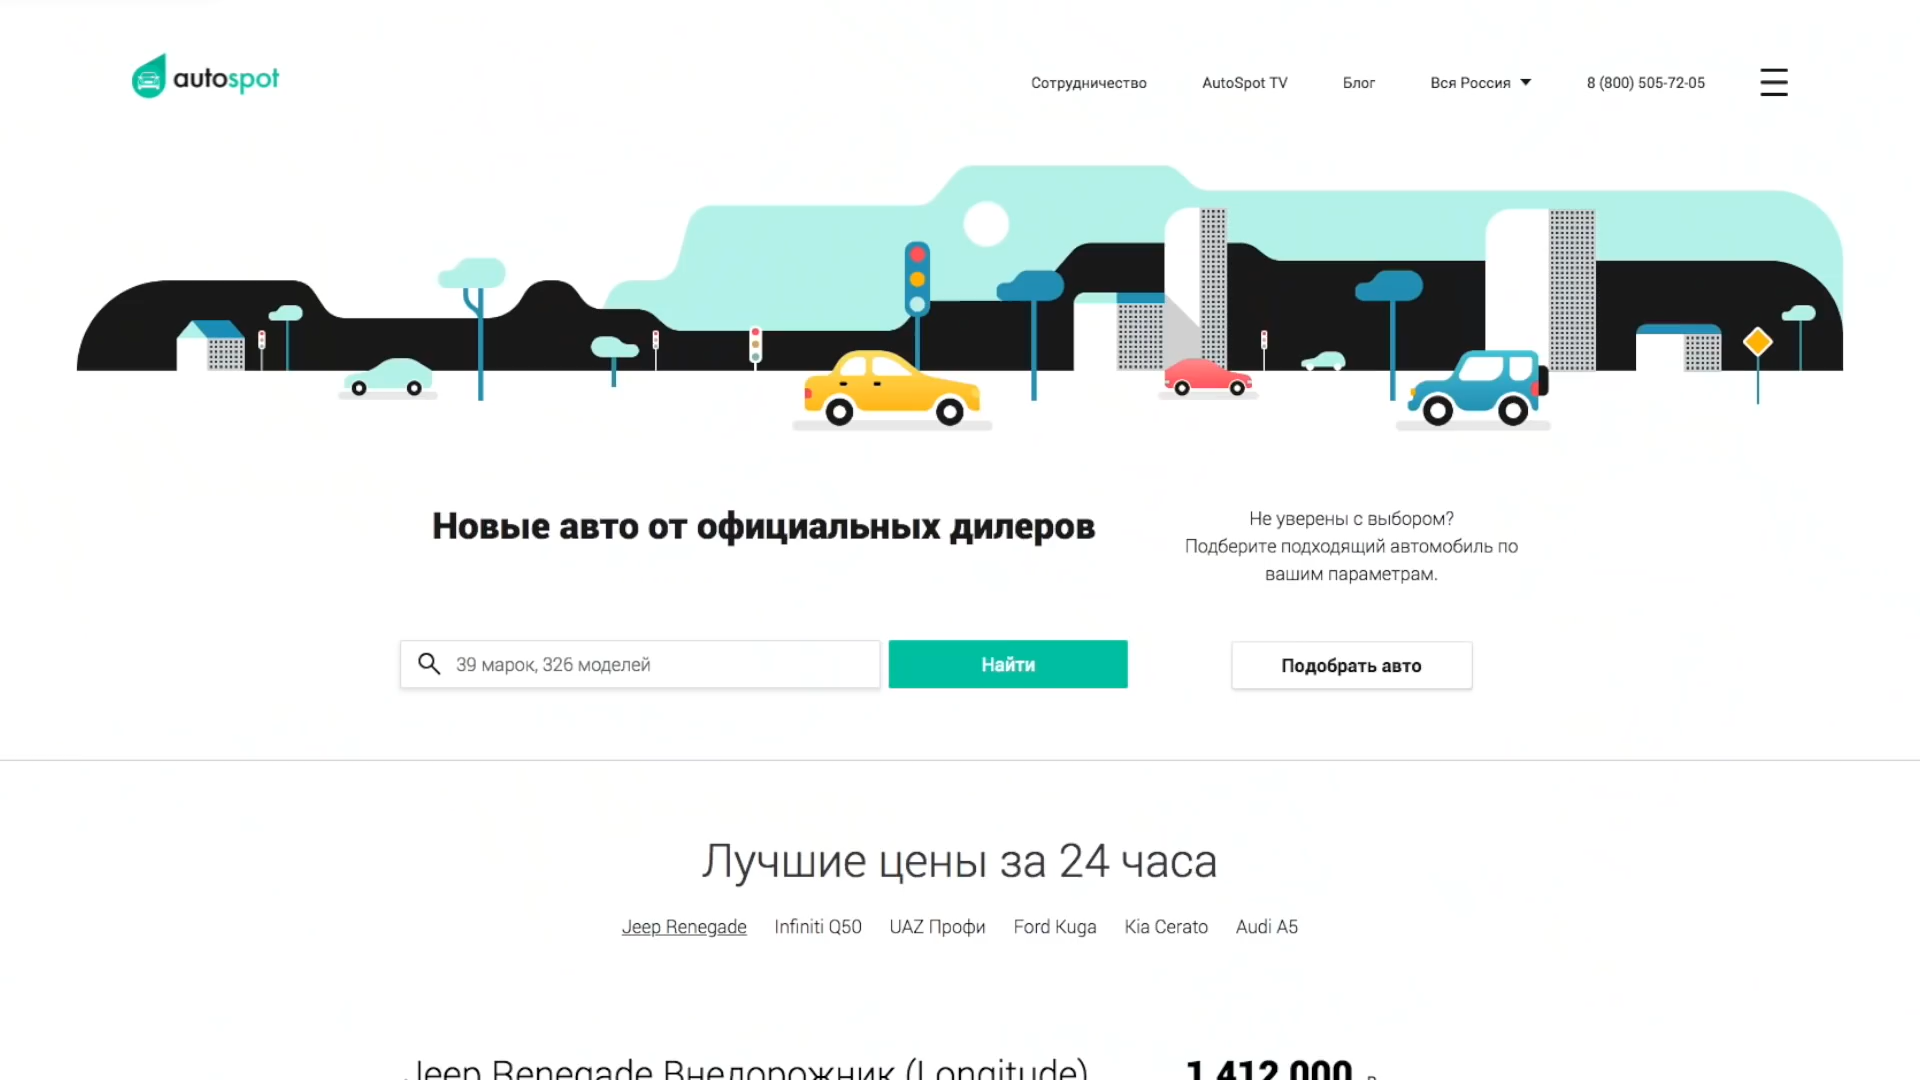 autospot
Сотрудничество
AutoSpot TV
Блог
Вся Россия
8 (800) 505-72-05
Новые авто от официальных дилеров
Не уверены с выбором?
Подберите подходящий автомобиль по
вашим параметрам.
39 марок, 326 моделей
Найти
Подобрать авто
Лучшие цены за 24 часа
Jeep Renegade
Infiniti Q50
UAZ Профи
Ford Kuga
Kia Cerato
Audi A5
Jeep Renegade Внедорожник (Longitude)
1 412 000